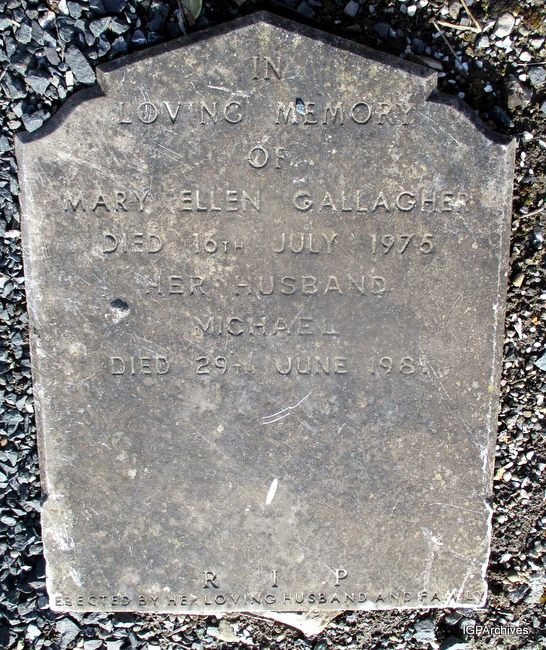 IN
LOVING MEMORY
OF
MARY ELLEN GALLAGHER
DIED 16TH JULY 1975
HER HUSBAND
MICHAEL
DIED 29TH JUNE
R I P
ERECTED BY HER LOVING HUSBAND AND FAMILY
IGPArchives